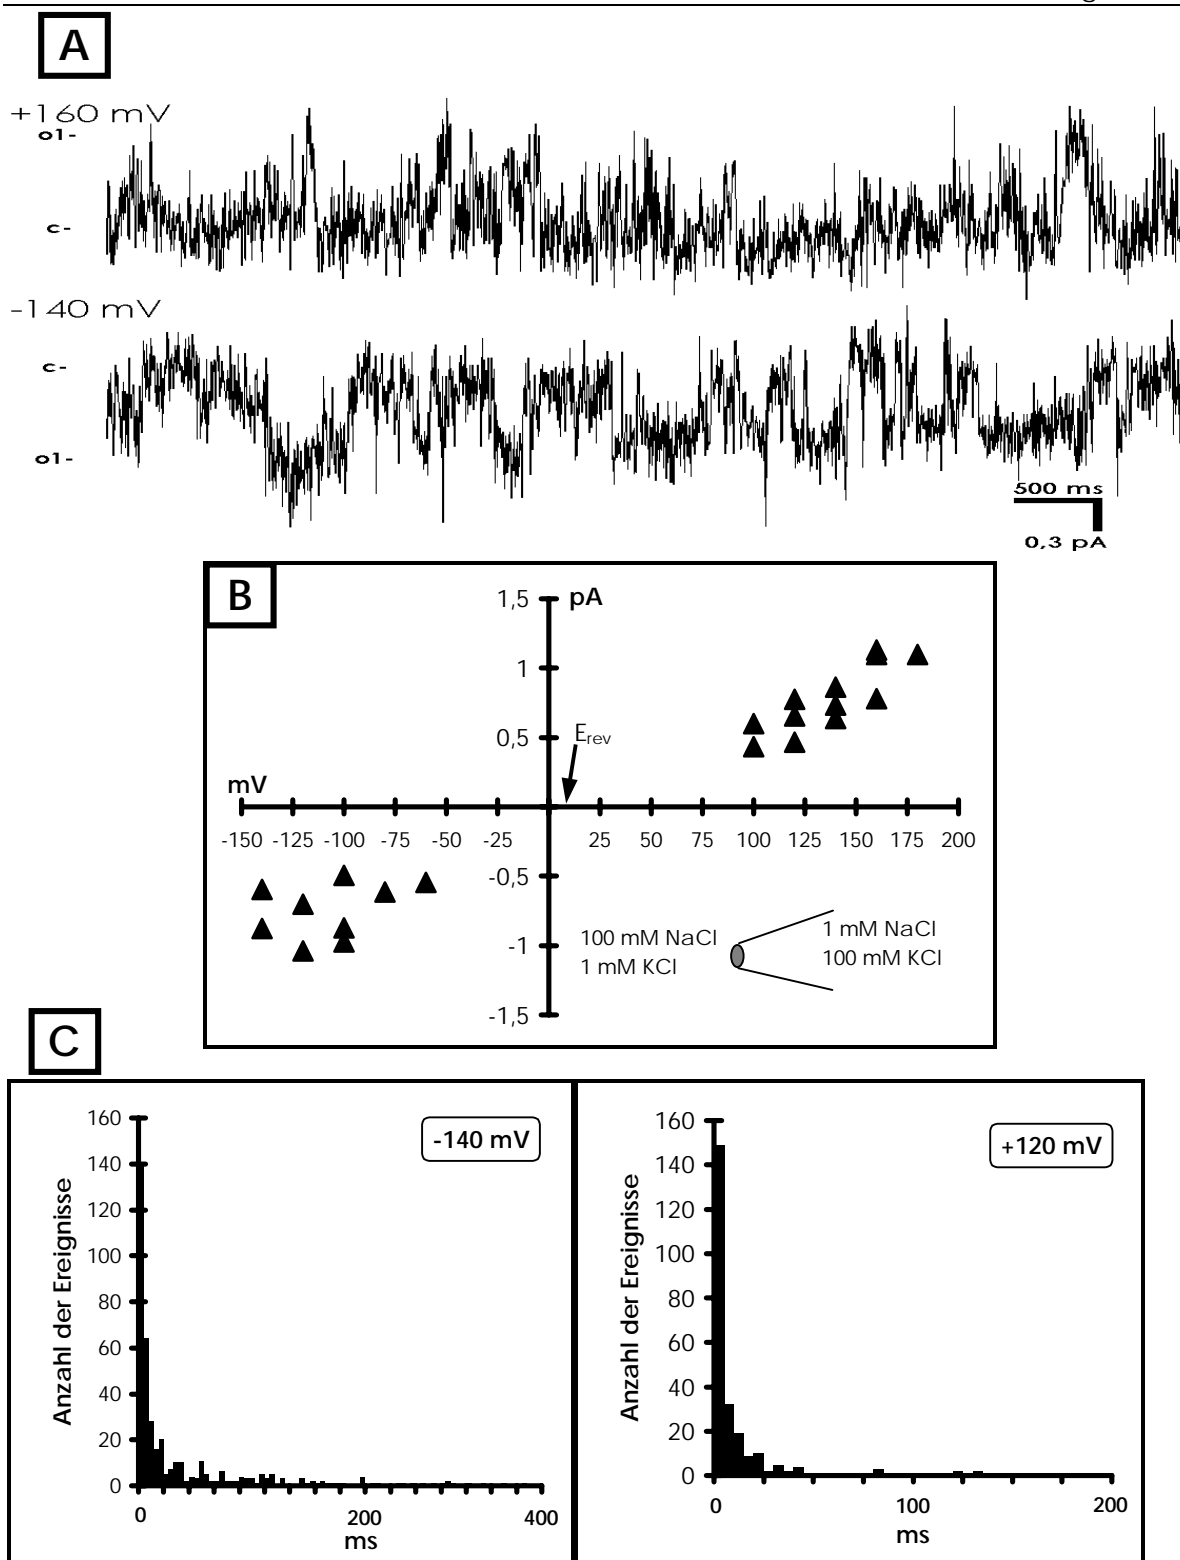 A
+160 mV
o1-
c-
-140 mV
c-
o1-
500 ms
0,3 pA
B
1,5 pA
1
0,5
Erev
mV
-150 -125 -100 -75 -50 -25 25 50 75 100 125 150 175 200
-0,5
-1
-1,5
100 mM NaCl
1 mM KCl
1 mM NaCl
100 mM KCl
C
-140 mV
Anzahl der Ereignisse
160
140
120
100
80
60
40
20
0
0 200 400
ms
+120 mV
Anzahl der Ereignisse
160
140
120
100
80
60
40
20
0
0 100 200
ms